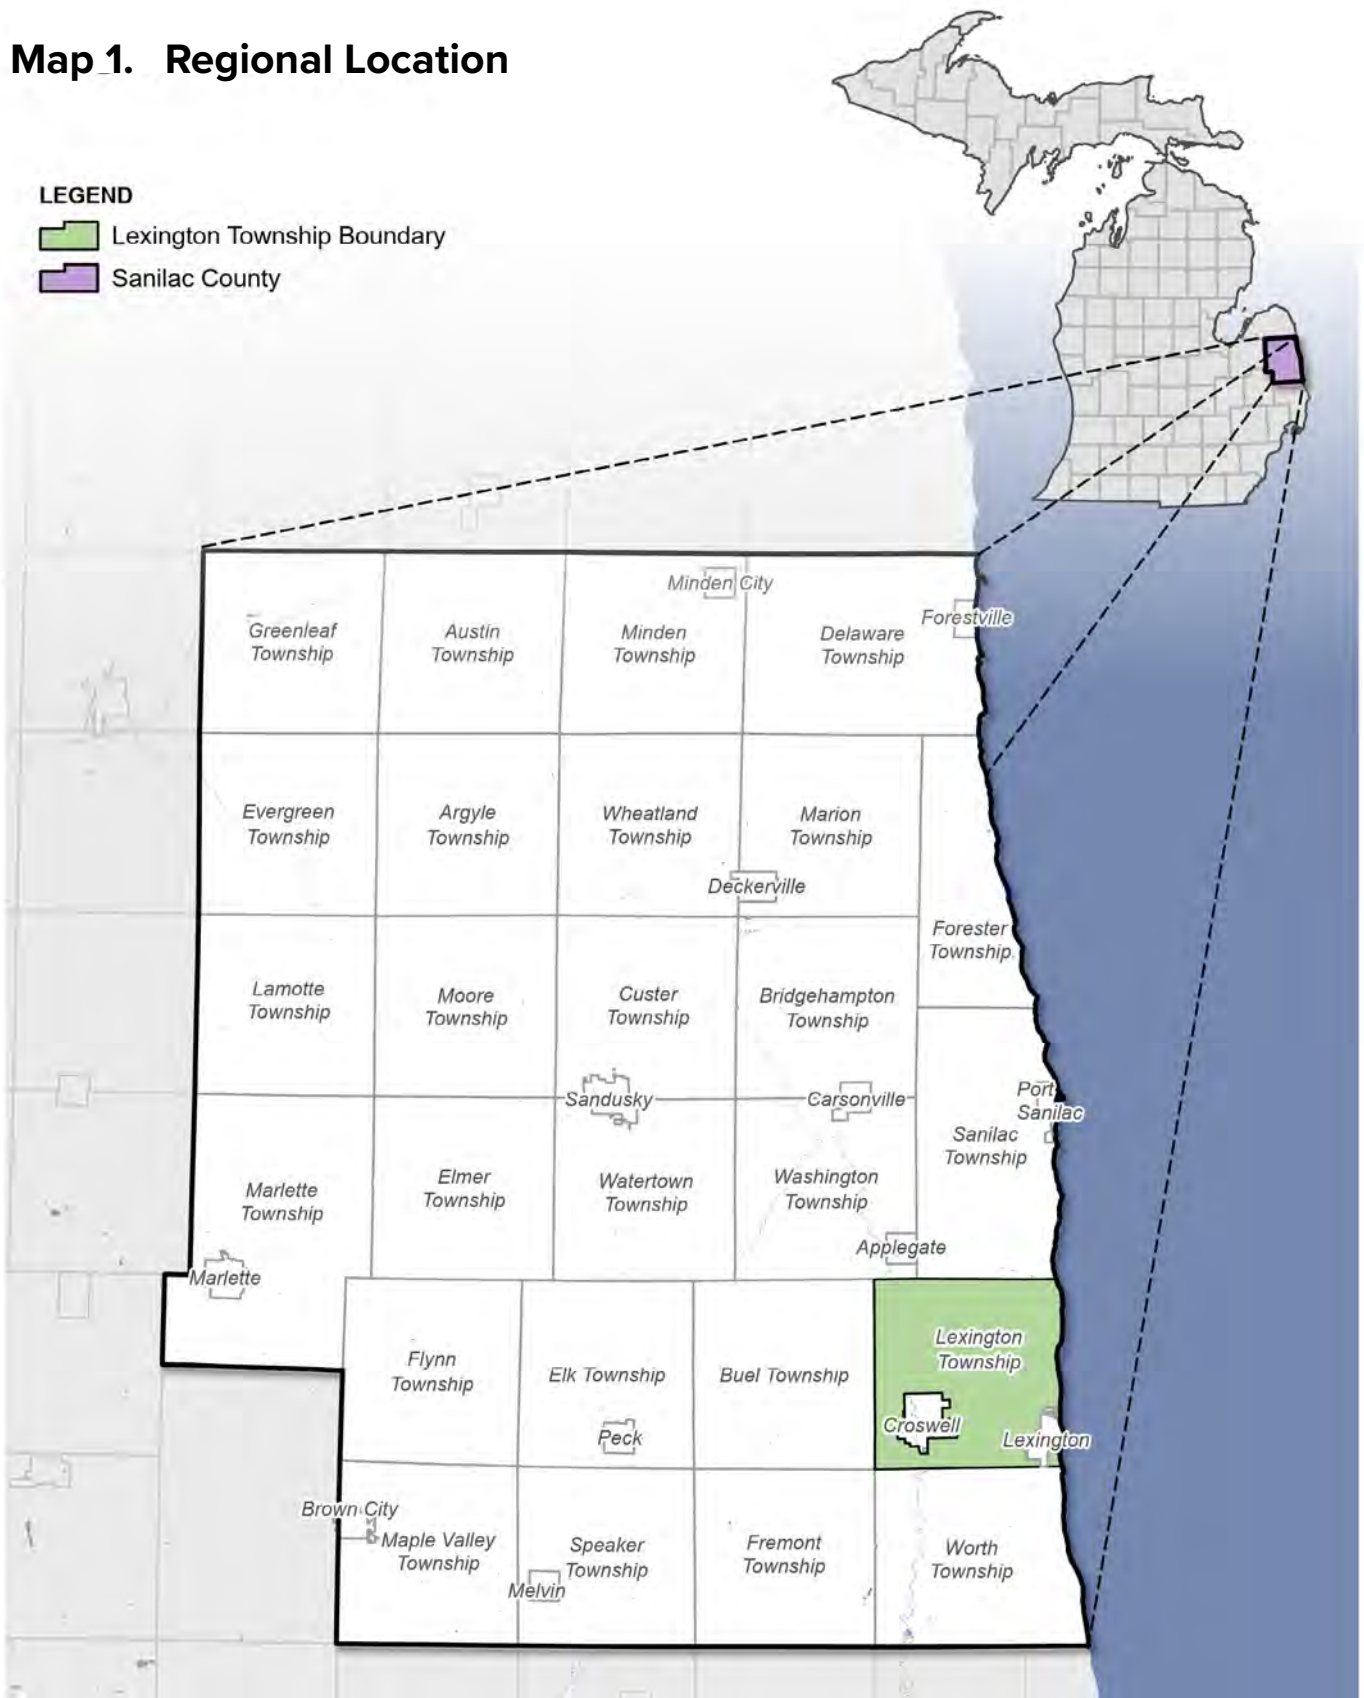 Map 1. Regional Location
LEGEND
Lexington Township Boundary
Sanilac County
Minden City
Forestville
Greenleaf
Township
Austin
Township
Minden
Township
Delaware
Township
Evergreen
Township
Argyle
Township
Wheatland
Township
Marion
Township
Deckerville
Forester
Township
Lamotte
Township
Moore
Township
Custer
Township
Bridgehampton
Township
Sandusky
Carsonville
Port
Sanilac
Sanilac
Township
Marlette
Township
Elmer
Township
Watertown
Township
Washington
Township
Applegate
Marlette
Flynn
Township
Elk Township
Buel Township
Lexington
Township
Peck
Croswell
Lexington
Brown City
Maple Valley
Township
Speaker
Township
Fremont
Township
Worth
Township
Melvin